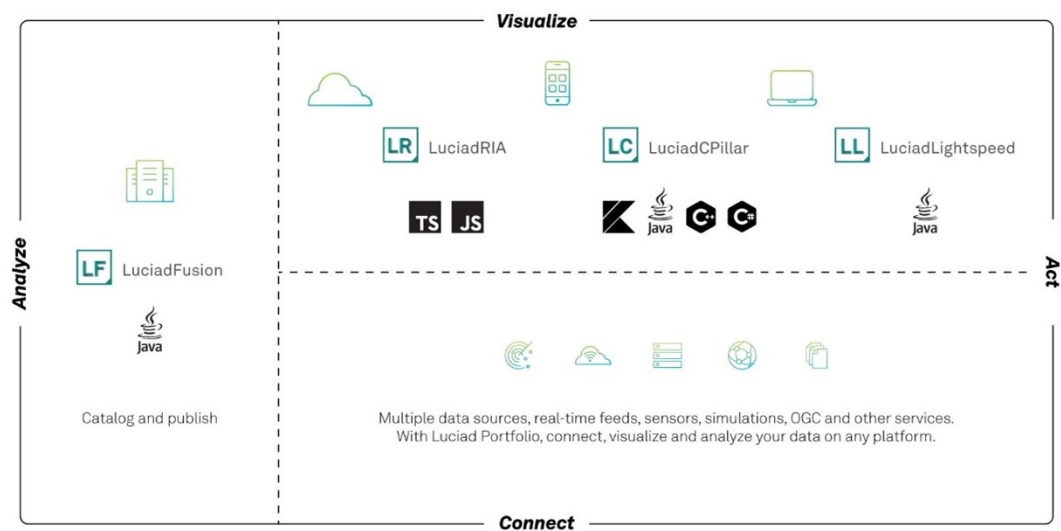 Visualize
LR LuciadRIA
LC LuciadCPillar
LL LuciadLightspeed
TS JS
Java C++ C#
Java
Analyze
LF LuciadFusion
Java
Catalog and publish
Act
Multiple data sources, real-time feeds, sensors, simulations, OGC and other services.
With Luciad Portfolio, connect, visualize and analyze your data on any platform.
Connect